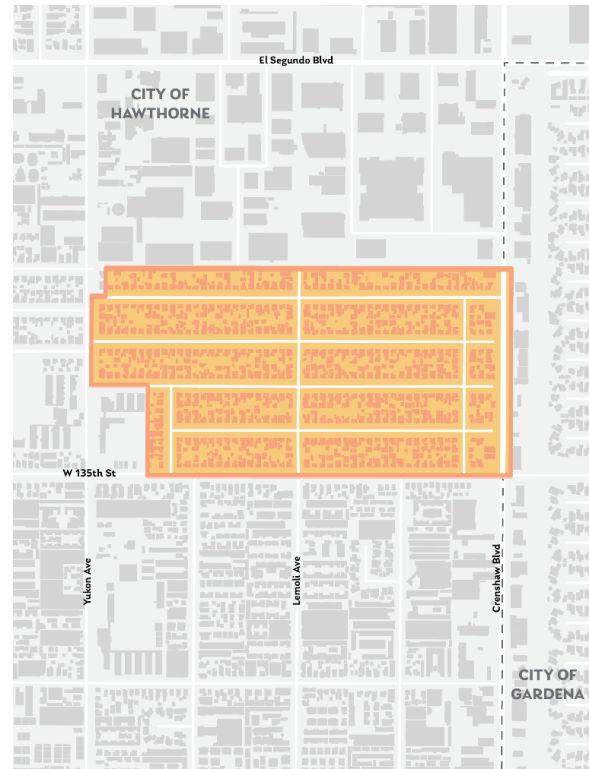 El Segundo Blvd
CITY OF
HAWTHORNE
W 135th St
Yukon Ave
Lemoli Ave
Crenshaw Blvd
CITY OF
GARDENA